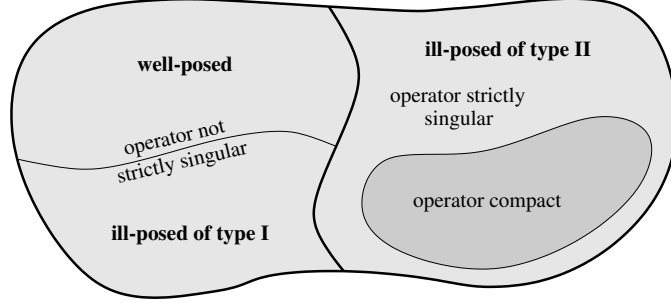 well-posed
operator not
strictly singular
ill-posed of type I
ill-posed of type II
operator strictly
singular
operator compact